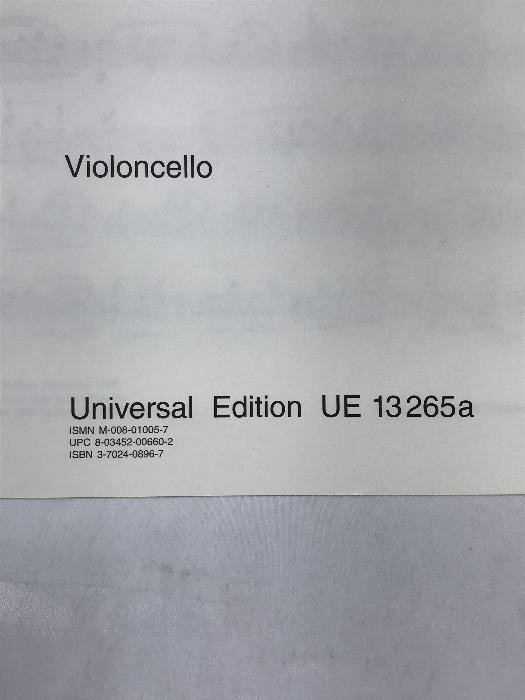 Violoncello
Universal Edition UE 13265a
ISMN M-008-01005-7
UPC 8-03452-00660-2
ISBN 3-7024-0896-7